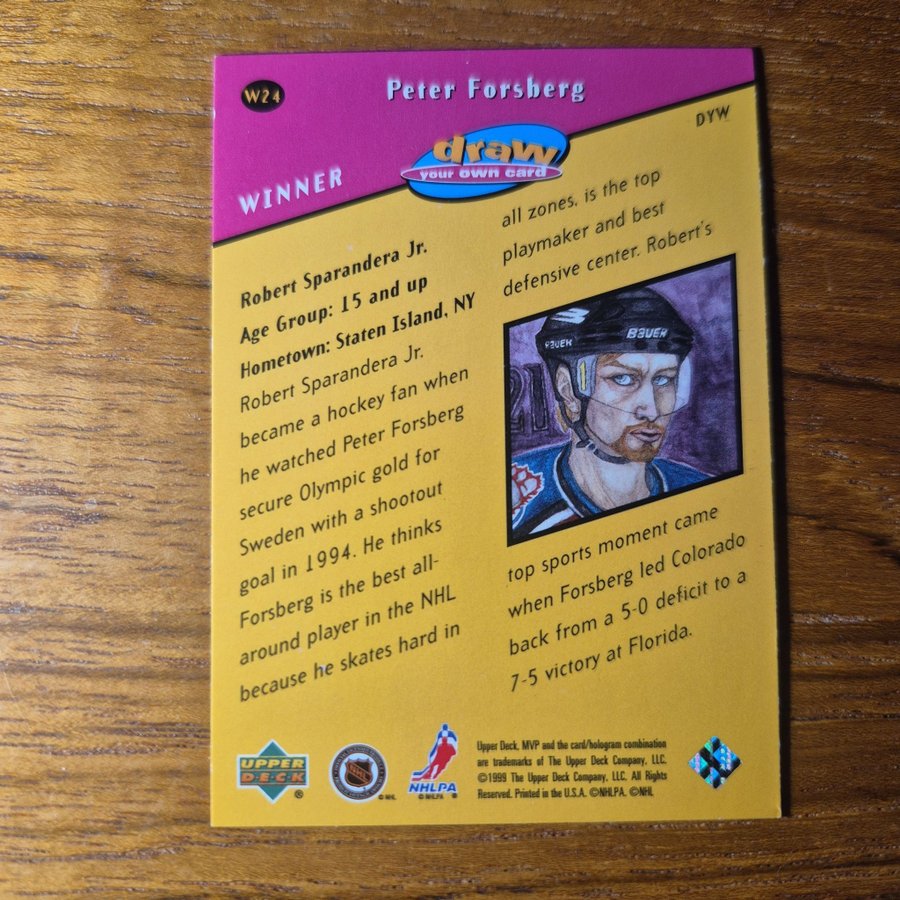 W24
Peter Forsberg
DYW
draw
your own card
WINNER
Robert Sparandera Jr.
Age Group: 15 and up
Hometown: Staten Island, NY
Robert Sparandera Jr.
became a hockey fan when
he watched Peter Forsberg
secure Olympic gold for
Sweden with a shootout
goal in 1994. He thinks
Forsberg is the best all-
around player in the NHL
because he skates hard in
all zones, is the top
playmaker and best
defensive center. Robert's
BAUER
BAUER
21
top sports moment came
when Forsberg led Colorado
back from a 5-0 deficit to a
7-5 victory at Florida.
UPPER
DECK
®
NHL
©NHL
NHLPA
©NHLPA ®
Upper Deck, MVP and the card/hologram combination
are trademarks of The Upper Deck Company, LLC.
©1999 The Upper Deck Company, LLC. All Rights
Reserved. Printed in the U.S.A. ©NHLPA. ©NHL